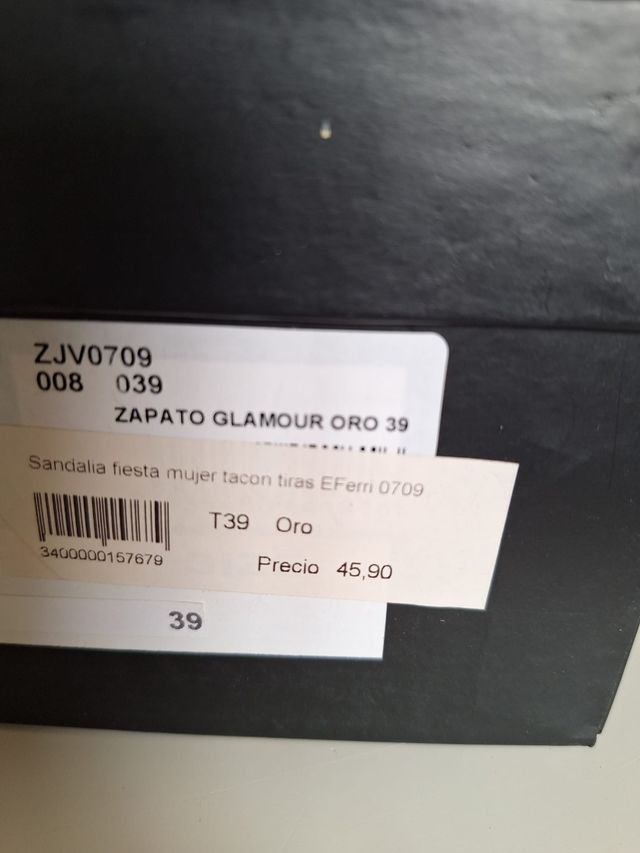 ZJV0709
008 039
ZAPATO GLAMOUR ORO 39
Sandalia fiesta mujer tacon tiras EFerri 0709
T39 Oro
3400000157679
Precio 45,90
39